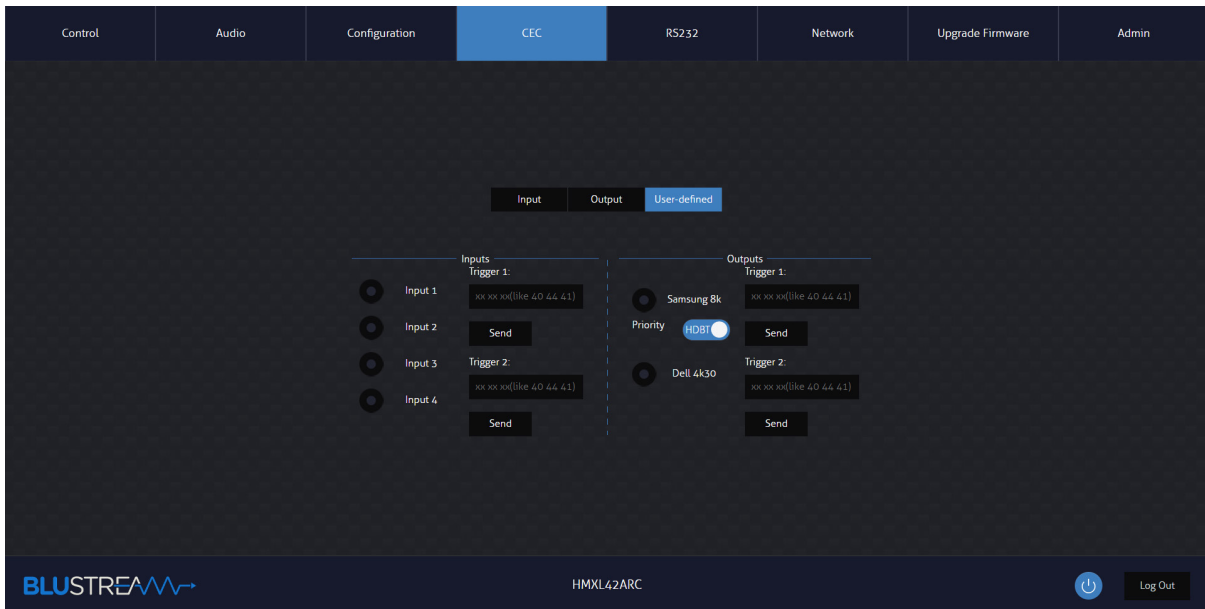 Control Audio Configuration CEC RS232 Network Upgrade Firmware Admin
Input Output User-defined
Inputs
Trigger 1:
Input 1
xx xx xx(like 40 44 41)
Input 2
Send
Input 3
Trigger 2:
xx xx xx(like 40 44 41)
Input 4
Send
Outputs
Trigger 1:
Samsung 8k
xx xx xx(like 40 44 41)
Priority HDBT
Send
Trigger 2:
Dell 4k30
xx xx xx(like 40 44 41)
Send
BLUSTREAM HMXL42ARC Log Out